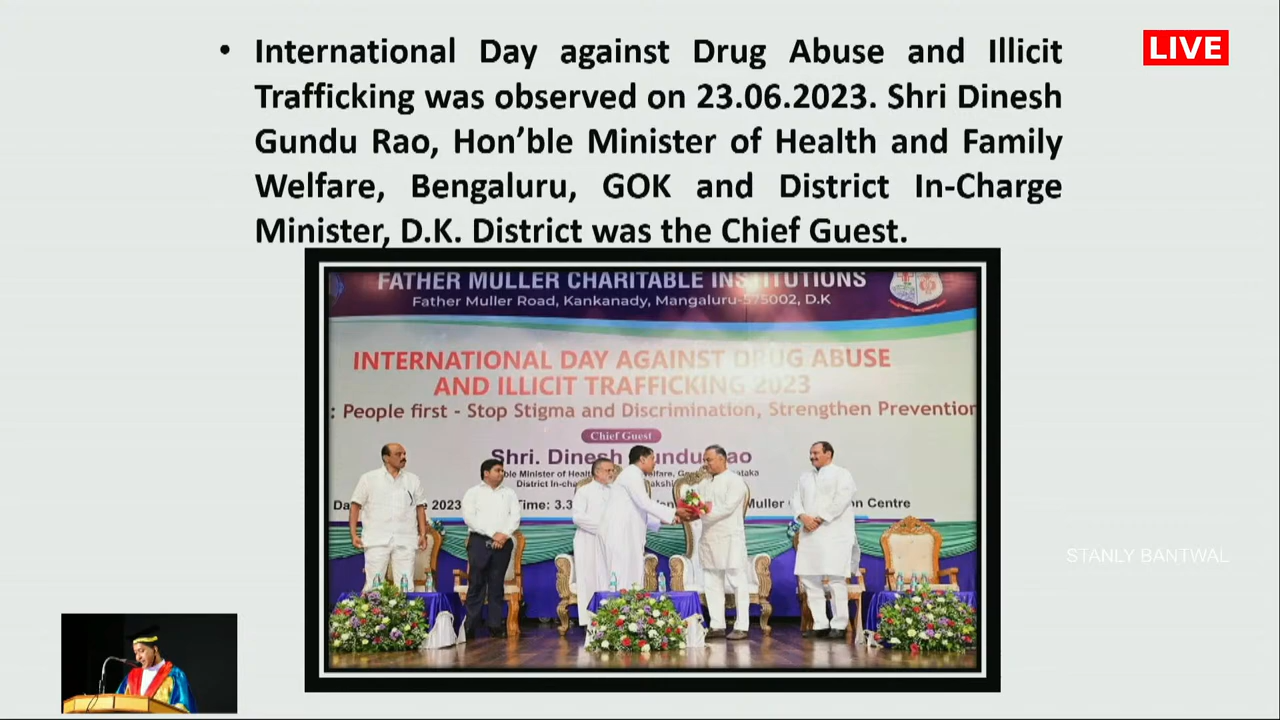 • International Day against Drug Abuse and Illicit
Trafficking was observed on 23.06.2023. Shri Dinesh
Gundu Rao, Hon’ble Minister of Health and Family
Welfare, Bengaluru, GOK and District In-Charge
Minister, D.K. District was the Chief Guest.
LIVE
FATHER MULLER CHARITABLE INSTITUTIONS
Father Muller Road, Kankanady, Mangaluru-575002, D.K
INTERNATIONAL DAY AGAINST DRUG ABUSE
AND ILLICIT TRAFFICKING 2023
: People first - Stop Stigma and Discrimination, Strengthen Prevention
Chief Guest
Shri. Dinesh
Minister of
District
2023 Time: 3.3 Muller Centre
STANLY BANTWAL